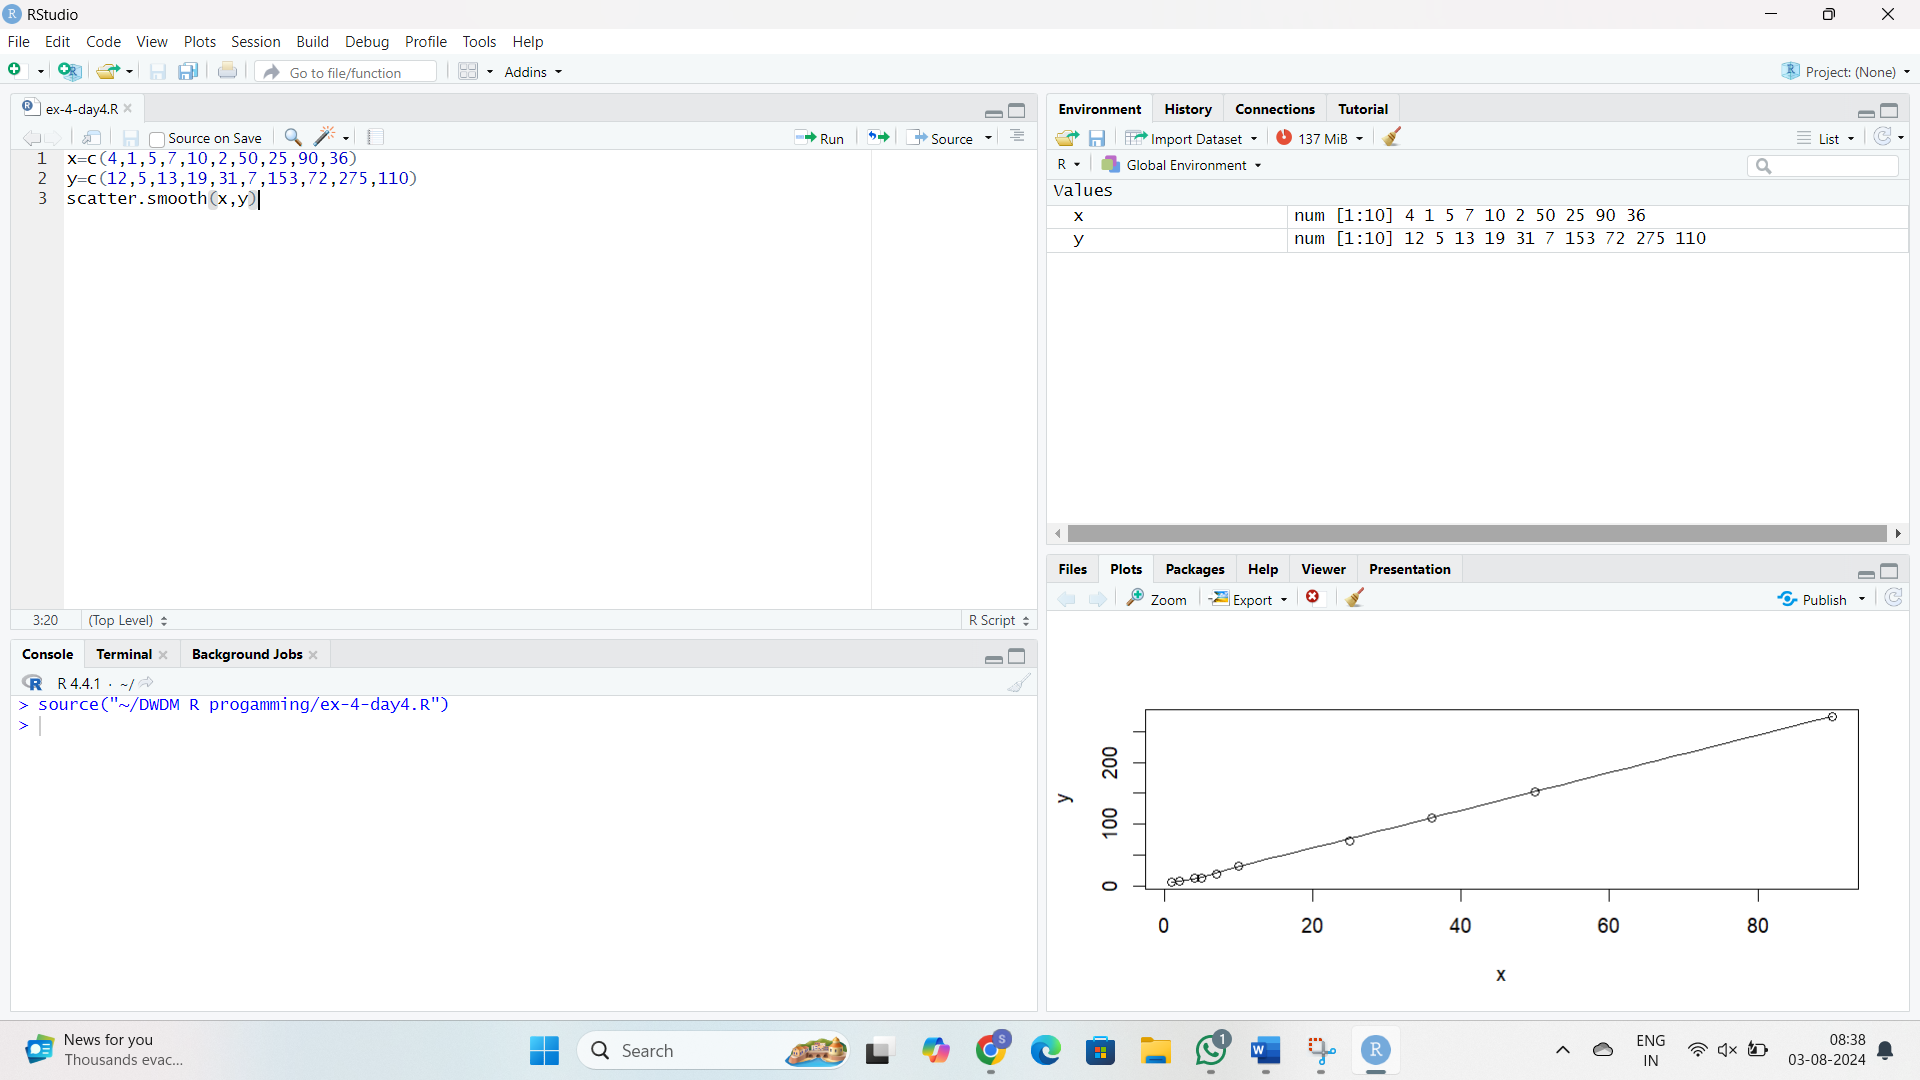 RStudio
File Edit Code View Plots Session Build Debug Profile Tools Help
Go to file/function Addins Project: (None)
ex-4-day4.R
Source on Save Run Source
1 x=c(4,1,5,7,10,2,50,25,90,36)
2 y=c(12,5,13,19,31,7,153,72,275,110)
3 scatter.smooth(x,y)
3:20 (Top Level) R Script
Console Terminal Background Jobs
R 4.4.1 · ~/
> source("~/DWDM R progamming/ex-4-day4.R")
>
Environment History Connections Tutorial
Import Dataset 137 MiB List
R Global Environment
Values
x num [1:10] 4 1 5 7 10 2 50 25 90 36
y num [1:10] 12 5 13 19 31 7 153 72 275 110
Files Plots Packages Help Viewer Presentation
Zoom Export Publish
200
y
100
0
0 20 40 60 80
x
News for you
Thousands evac...
Search
S
1
ENG
IN
08:38
03-08-2024